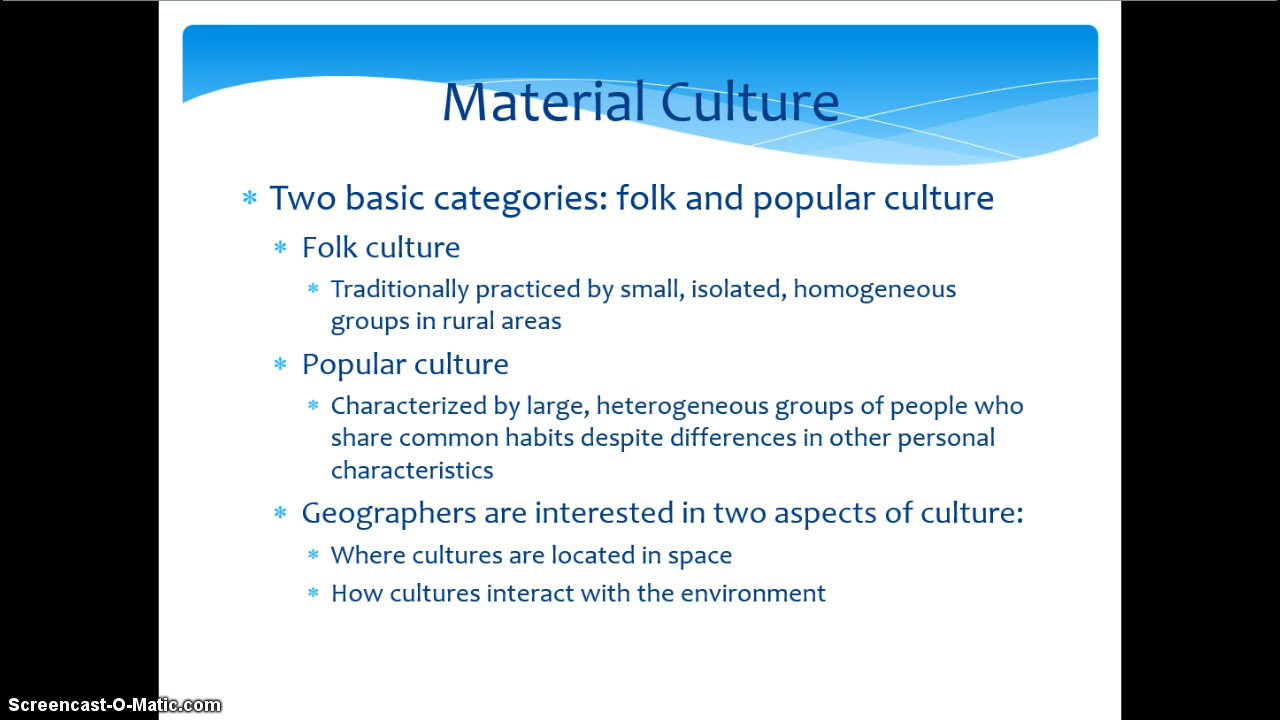 Material Culture
* Two basic categories: folk and popular culture
* Folk culture
* Traditionally practiced by small, isolated, homogeneous
groups in rural areas
* Popular culture
* Characterized by large, heterogeneous groups of people who
share common habits despite differences in other personal
characteristics
* Geographers are interested in two aspects of culture:
* Where cultures are located in space
* How cultures interact with the environment
Screencast-O-Matic.com